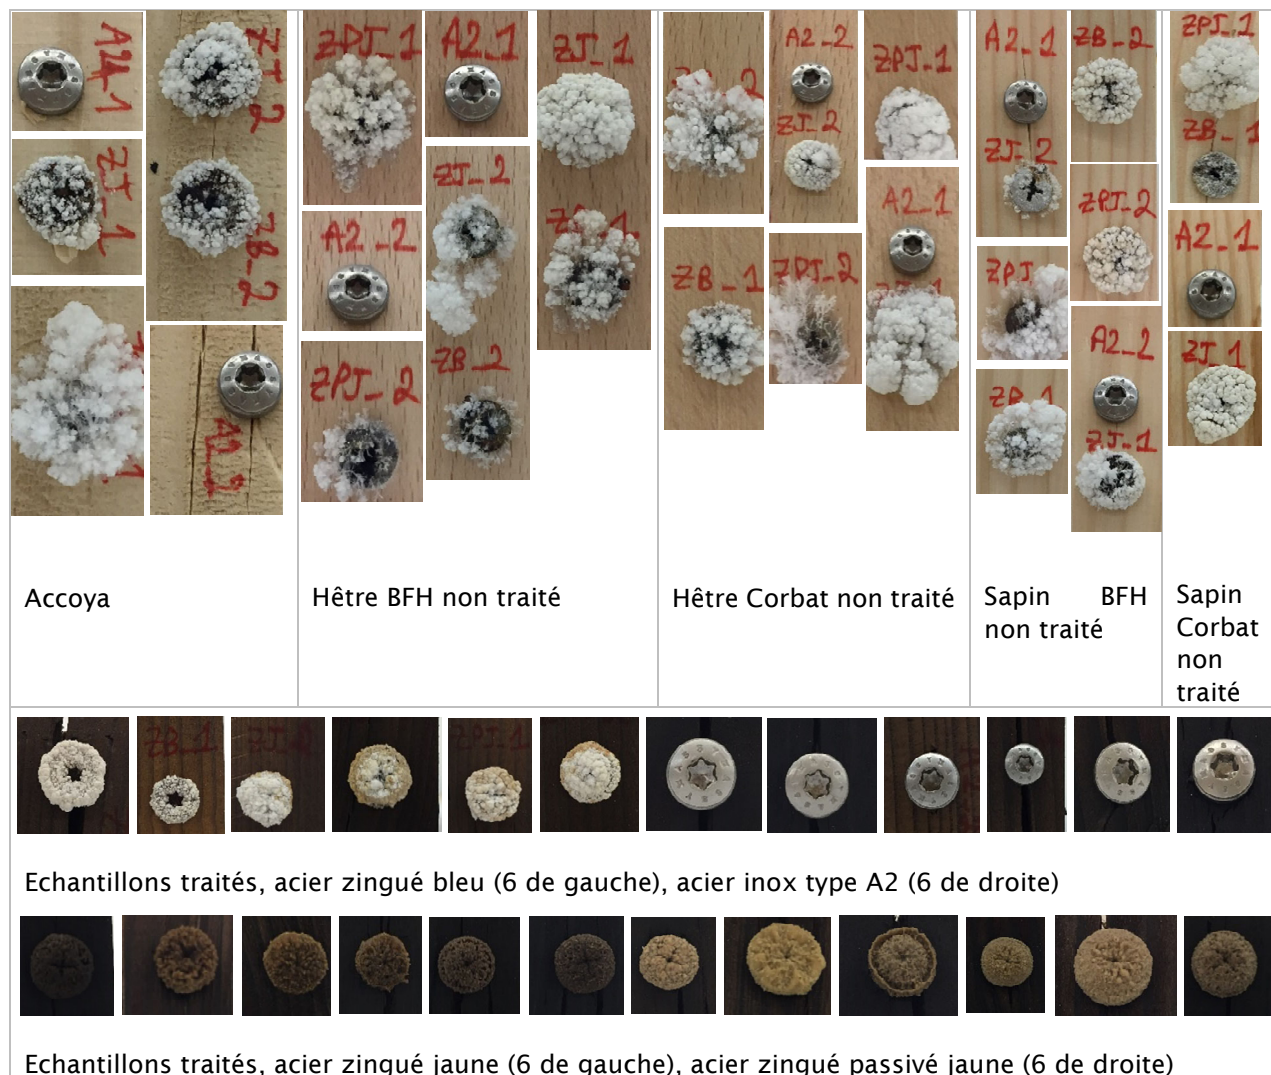 A2_1
ZJ_2
ZJ_1
ZB_2
ZPJ_1
A2_1
ZJ_1
A2_2
ZJ_2
ZPJ_2
ZB_2
A2_2
ZPJ_1
ZJ_2
A2_1
ZB_1
ZPJ_2
A2_1
ZB_2
ZJ_2
ZPJ_2
ZPJ
A2_2
ZJ_1
ZPJ_1
ZB_1
A2_1
ZJ_1
Accoya
Hêtre BFH non traité
Hêtre Corbat non traité
Sapin BFH
non traité
Sapin
Corbat
non
traité
ZB_1
ZPJ_1
Echantillons traités, acier zingué bleu (6 de gauche), acier inox type A2 (6 de droite)
Echantillons traités, acier zingué jaune (6 de gauche), acier zingué passivé jaune (6 de droite)